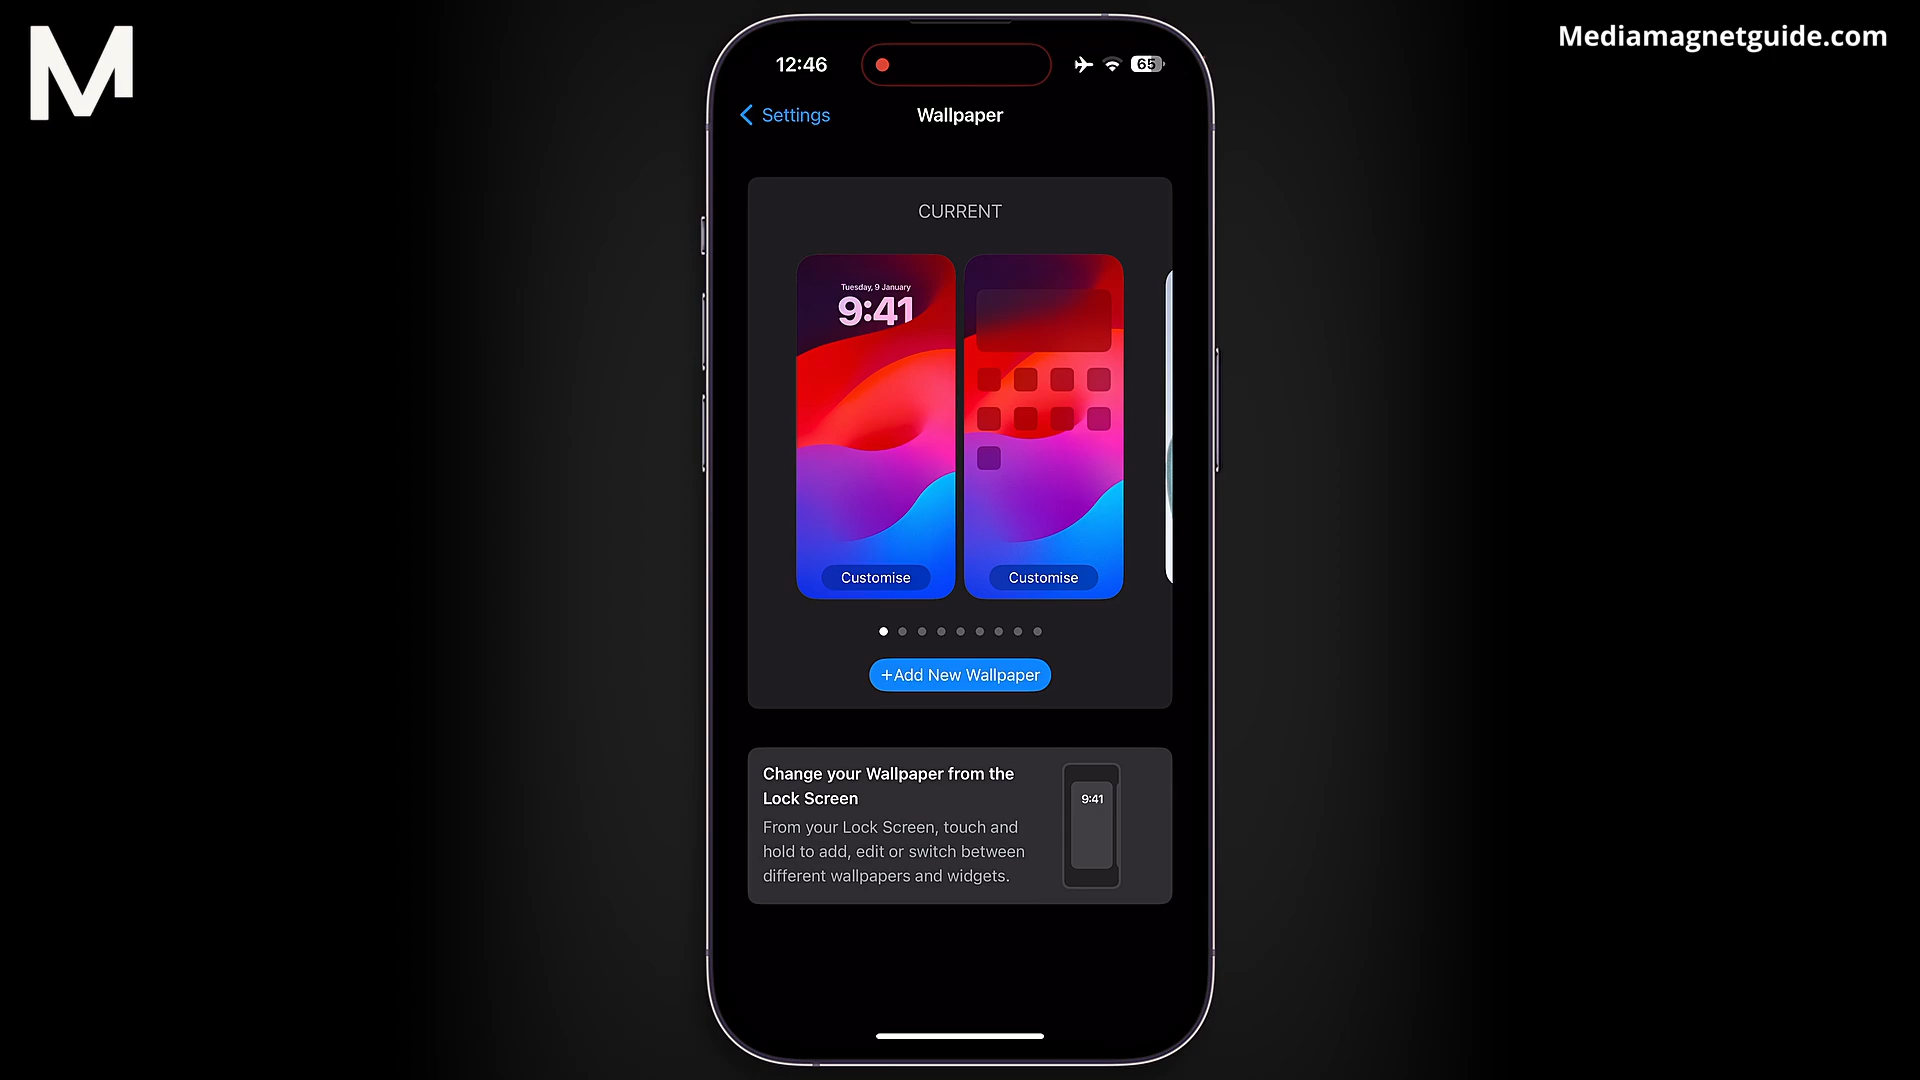 M
Mediamagnetguide.com
12:46
65
Settings
Wallpaper
CURRENT
Tuesday, 9 January
9:41
Customise
Customise
+Add New Wallpaper
Change your Wallpaper from the
Lock Screen
From your Lock Screen, touch and
hold to add, edit or switch between
different wallpapers and widgets.
9:41